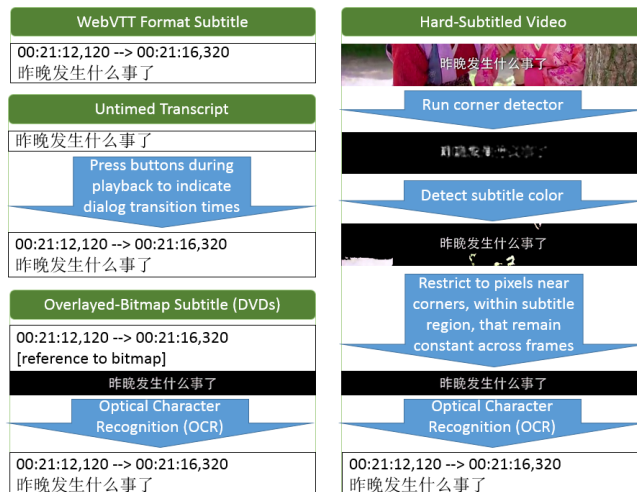 WebVTT Format Subtitle
00:21:12,120 --> 00:21:16,320
昨晚发生什么事了
Untimed Transcript
昨晚发生什么事了
Press buttons during
playback to indicate
dialog transition times
00:21:12,120 --> 00:21:16,320
昨晚发生什么事了
Overlayed-Bitmap Subtitle (DVDs)
00:21:12,120 --> 00:21:16,320
[reference to bitmap]
昨晚发生什么事了
Optical Character
Recognition (OCR)
00:21:12,120 --> 00:21:16,320
昨晚发生什么事了
Hard-Subtitled Video
昨晚发生什么事了
Run corner detector
昨晚发生什么事了
Detect subtitle color
昨晚发生什么事了
Restrict to pixels near
corners, within subtitle
region, that remain
constant across frames
昨晚发生什么事了
Optical Character
Recognition (OCR)
00:21:12,120 --> 00:21:16,320
昨晚发生什么事了